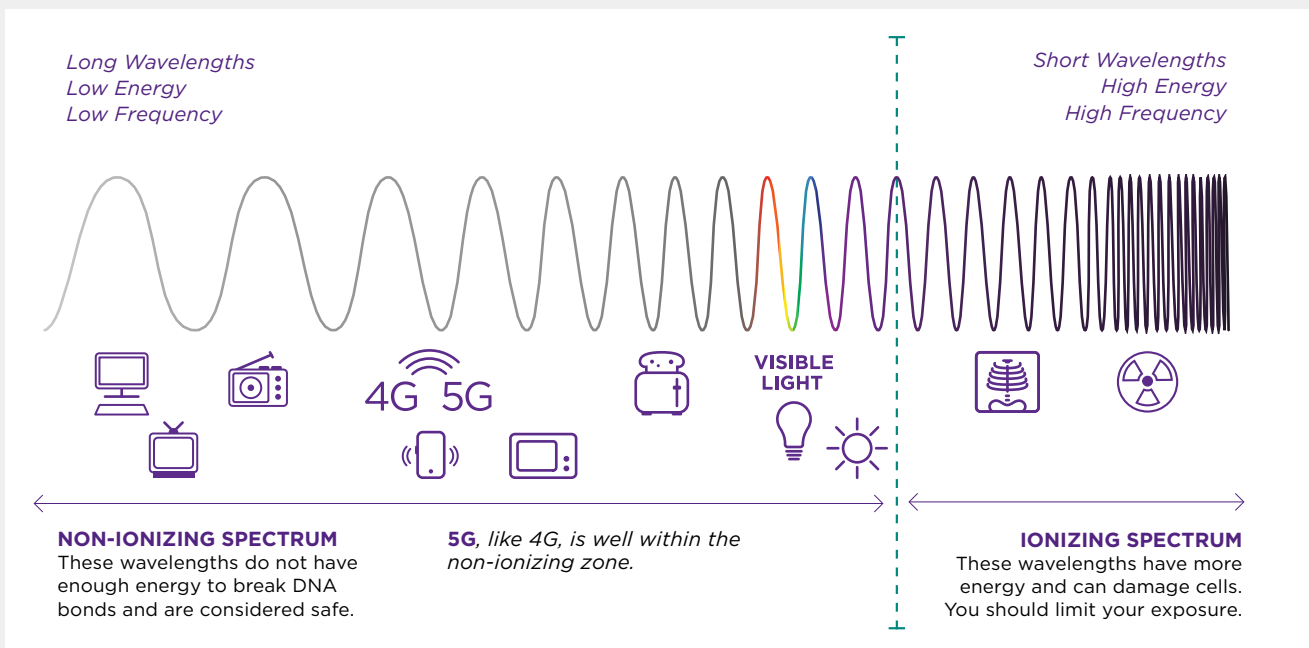 Long Wavelengths
Low Energy
Low Frequency
Short Wavelengths
High Energy
High Frequency
4G 5G
VISIBLE
LIGHT
NON-IONIZING SPECTRUM
These wavelengths do not have
enough energy to break DNA
bonds and are considered safe.
5G, like 4G, is well within the
non-ionizing zone.
IONIZING SPECTRUM
These wavelengths have more
energy and can damage cells.
You should limit your exposure.